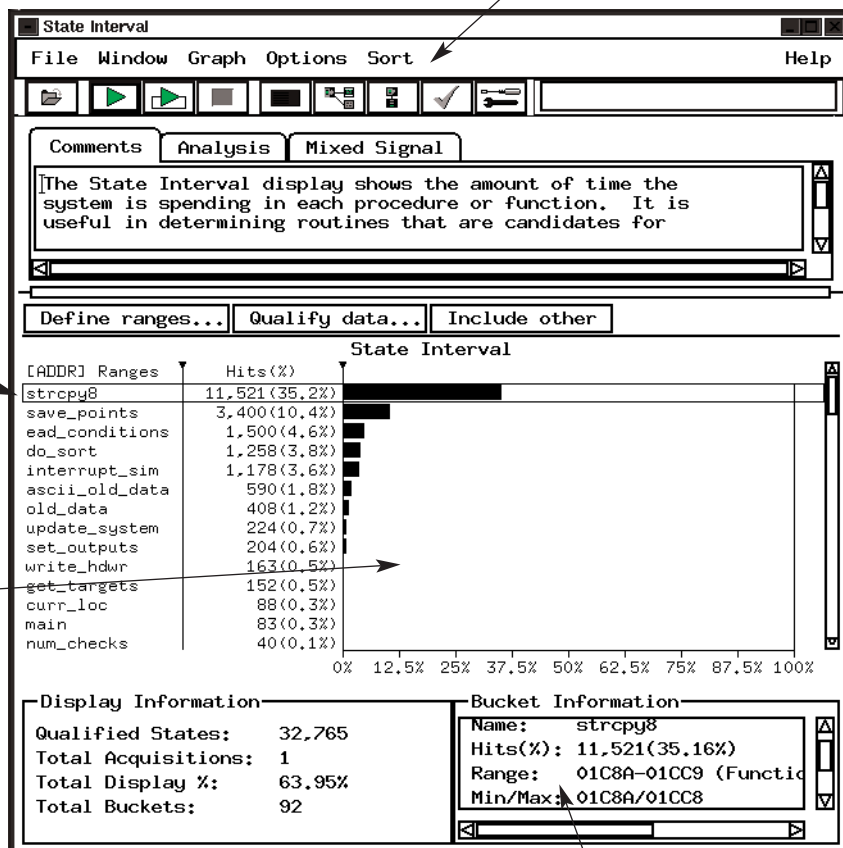 State Interval
File Window Graph Options Sort Help
Comments Analysis Mixed Signal
The State Interval display shows the amount of time the
system is spending in each procedure or function. It is
useful in determining routines that are candidates for
Define ranges... Qualify data... Include other
State Interval
[ADDR] Ranges Hits(%)
strcpy8 11,521(35.2%)
save_points 3,400(10.4%)
ead_conditions 1,500(4.6%)
do_sort 1,258(3.8%)
interrupt_sim 1,178(3.6%)
ascii_old_data 590(1.8%)
old_data 408(1.2%)
update_system 224(0.7%)
set_outputs 204(0.6%)
write_hdwr 163(0.5%)
get_targets 152(0.5%)
curr_loc 88(0.3%)
main 83(0.3%)
num_checks 40(0.1%)
0% 12.5% 25% 37.5% 50% 62.5% 75% 87.5% 100%
Display Information
Qualified States: 32,765
Total Acquisitions: 1
Total Display %: 63.95%
Total Buckets: 92
Bucket Information
Name: strcpy8
Hits(%): 11,521(35.16%)
Range: 01C8A-01CC9 (Functio
Min/Max: 01C8A/01CC8